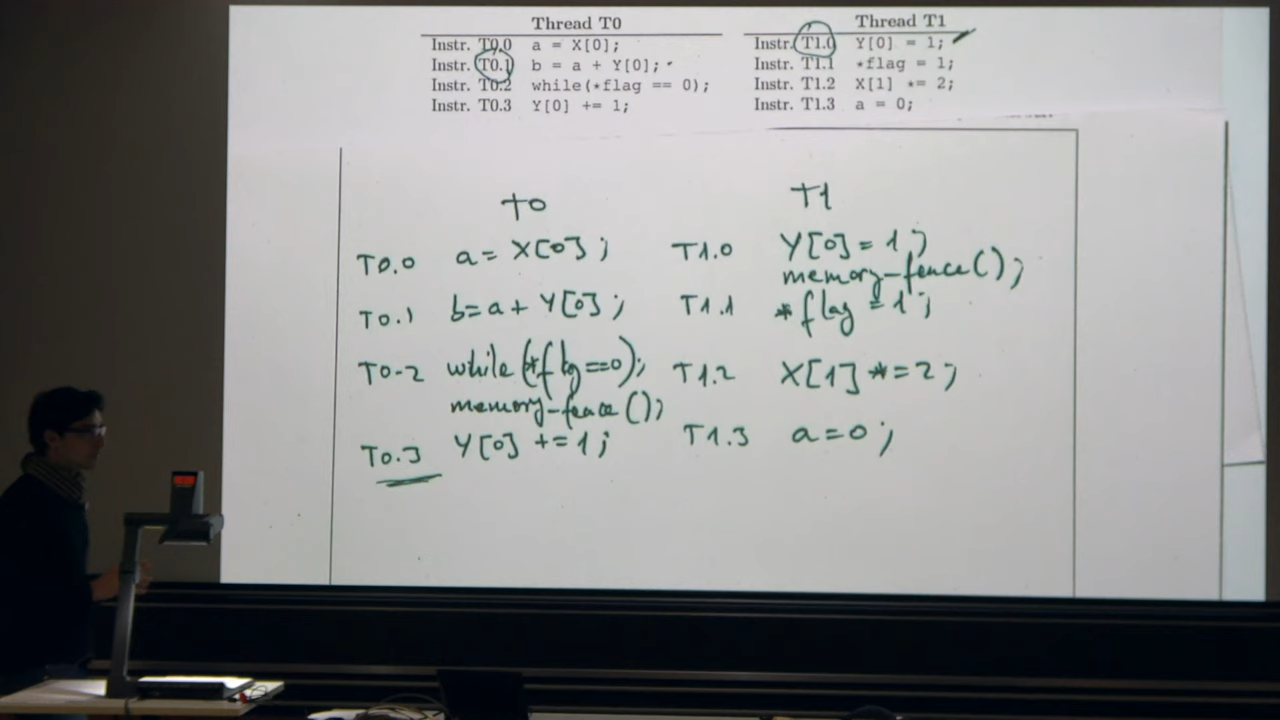 Thread T0
Instr. T0.0 a = X[0];
Instr. T0.1 b = a + Y[0];
Instr. T0.2 while(*flag == 0);
Instr. T0.3 Y[0] += 1;
Thread T1
Instr. T1.0 Y[0] = 1;
Instr. T1.1 *flag = 1;
Instr. T1.2 X[1] *= 2;
Instr. T1.3 a = 0;
T0
T0.0 a = X[0];
T0.1 b = a + Y[0];
T0-2 while (*flag==0);
memory-fence();
T0.3 Y[0] += 1;
T1
T1.0 Y[0] = 1;
memory-fence();
T1.1 *flag = 1;
T1.2 X[1] *= 2;
T1.3 a = 0;